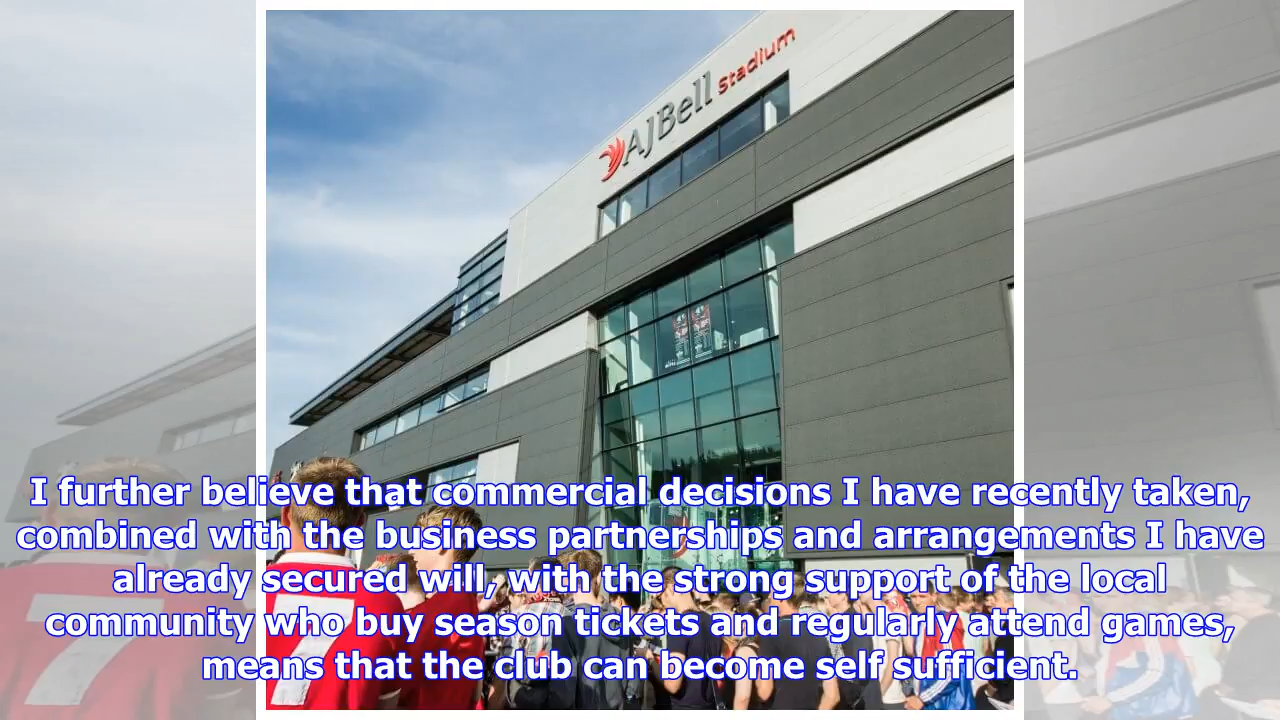 AJBell Stadium
7
7
I further believe that commercial decisions I have recently taken,
combined with the business partnerships and arrangements I have
already secured will, with the strong support of the local
community who buy season tickets and regularly attend games,
means that the club can become self sufficient.